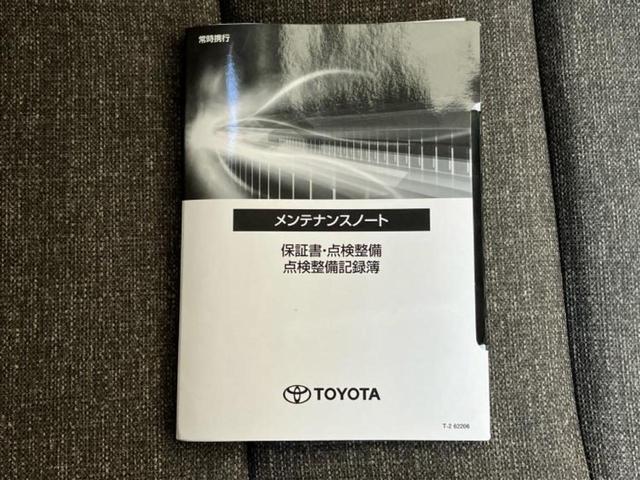 常時携行
メンテナンスノート
保証書・点検整備
点検整備記録簿
TOYOTA
T-2 62206